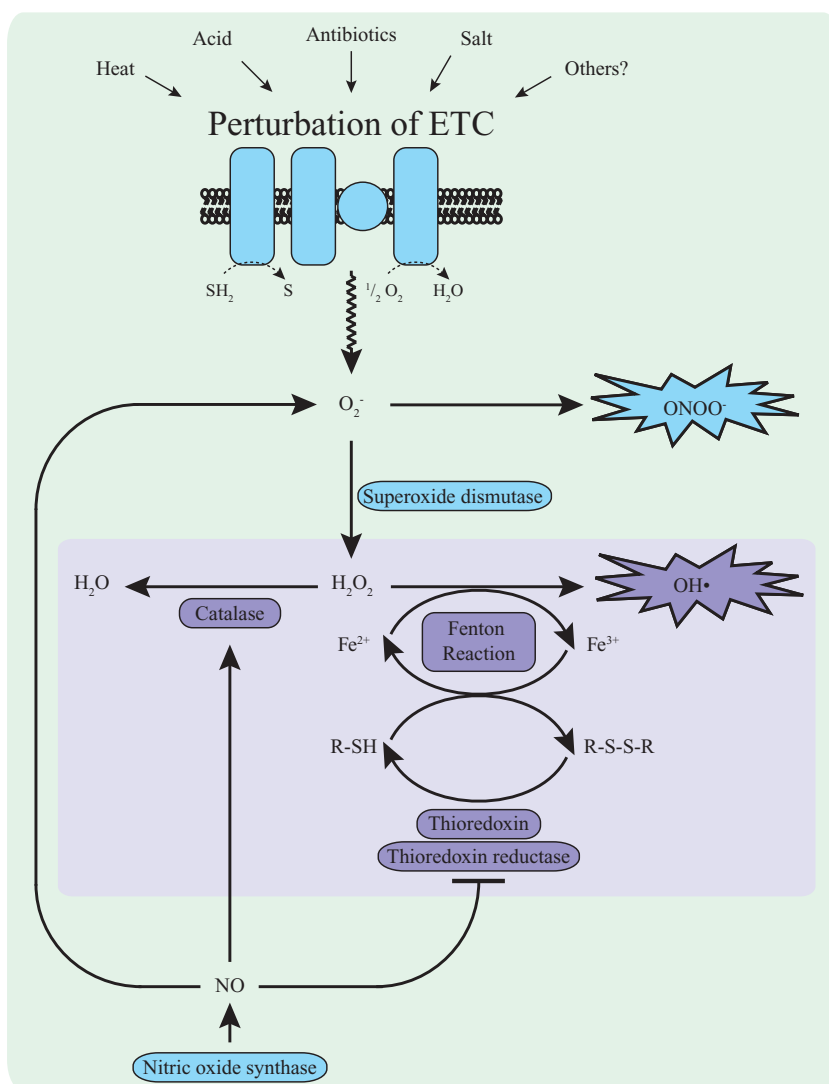 Heat
Acid
Antibiotics
Salt
Others?
Perturbation of ETC
SH₂
S
¹/₂ O₂
H₂O
O₂⁻
ONOO⁻
Superoxide dismutase
H₂O
H₂O₂
OH•
Catalase
Fenton
Reaction
Fe²⁺
Fe³⁺
R-SH
R-S-S-R
Thioredoxin
Thioredoxin reductase
NO
Nitric oxide synthase